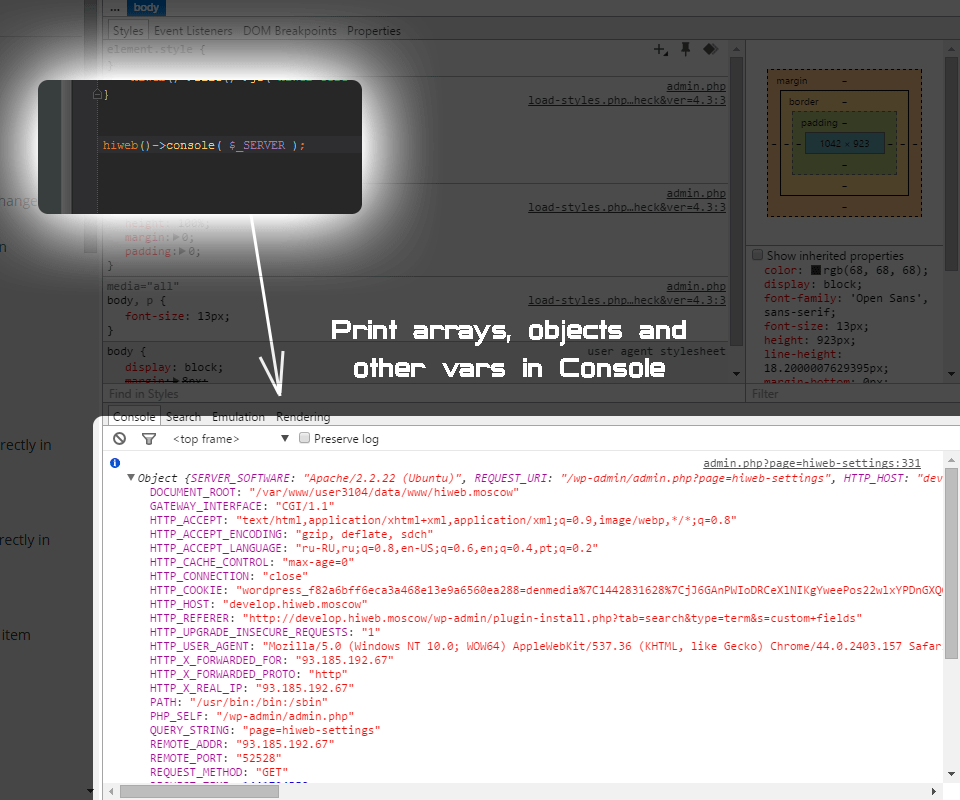 ... body
Styles Event Listeners DOM Breakpoints Properties
element.style {
}
admin.php
load-styles.php…heck&ver=4.3:3
}
hiweb()->console( $_SERVER );
admin.php
load-styles.php…heck&ver=4.3:3
margin:▶0;
padding:▶0;
}
media="all"
admin.php
body, p {
load-styles.php…heck&ver=4.3:3
font-size: 13px;
}
body {
user agent stylesheet
display: block;
margin:▶8px;
Find in Styles
margin –
border –
padding –
– – – 1042 × 923 – – –
–
–
–
Show inherited properties
color: rgb(68, 68, 68);
display: block;
font-family: 'Open Sans',
sans-serif;
font-size: 13px;
height: 923px;
line-height:
18.2000007629395px;
margin-bottom: 0px;
Filter
Print arrays, objects and
other vars in Console
rectly in
rectly in
item
Console Search Emulation Rendering
<top frame> ▼ Preserve log
admin.php?page=hiweb-settings:331
▼Object {SERVER_SOFTWARE: "Apache/2.2.22 (Ubuntu)", REQUEST_URI: "/wp-admin/admin.php?page=hiweb-settings", HTTP_HOST: "dev
DOCUMENT_ROOT: "/var/www/user3104/data/www/hiweb.moscow"
GATEWAY_INTERFACE: "CGI/1.1"
HTTP_ACCEPT: "text/html,application/xhtml+xml,application/xml;q=0.9,image/webp,*/*;q=0.8"
HTTP_ACCEPT_ENCODING: "gzip, deflate, sdch"
HTTP_ACCEPT_LANGUAGE: "ru-RU,ru;q=0.8,en-US;q=0.6,en;q=0.4,pt;q=0.2"
HTTP_CACHE_CONTROL: "max-age=0"
HTTP_CONNECTION: "close"
HTTP_COOKIE: "wordpress_f82a6bff6eca3a468e13e9a6560ea288=denmedia%7C1442831628%7CjJ6GAnPWIoDRCeXlNIKgYweePos22wlxYPDnGXQ
HTTP_HOST: "develop.hiweb.moscow"
HTTP_REFERER: "http://develop.hiweb.moscow/wp-admin/plugin-install.php?tab=search&type=term&s=custom+fields"
HTTP_UPGRADE_INSECURE_REQUESTS: "1"
HTTP_USER_AGENT: "Mozilla/5.0 (Windows NT 10.0; WOW64) AppleWebKit/537.36 (KHTML, like Gecko) Chrome/44.0.2403.157 Safar
HTTP_X_FORWARDED_FOR: "93.185.192.67"
HTTP_X_FORWARDED_PROTO: "http"
HTTP_X_REAL_IP: "93.185.192.67"
PATH: "/usr/bin:/bin:/sbin"
PHP_SELF: "/wp-admin/admin.php"
QUERY_STRING: "page=hiweb-settings"
REMOTE_ADDR: "93.185.192.67"
REMOTE_PORT: "52528"
REQUEST_METHOD: "GET"